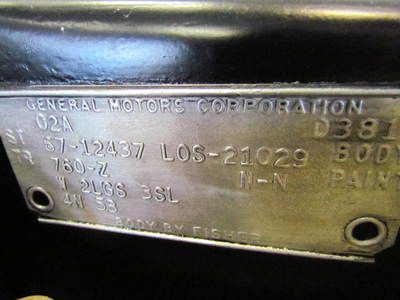 GENERAL MOTORS CORPORATION
02A D381
ST 67-12437 LOS-21029 BODY
TR 760-Z N-N PAINT
W 2LGS 3SL
4N 5B
BODY BY FISHER